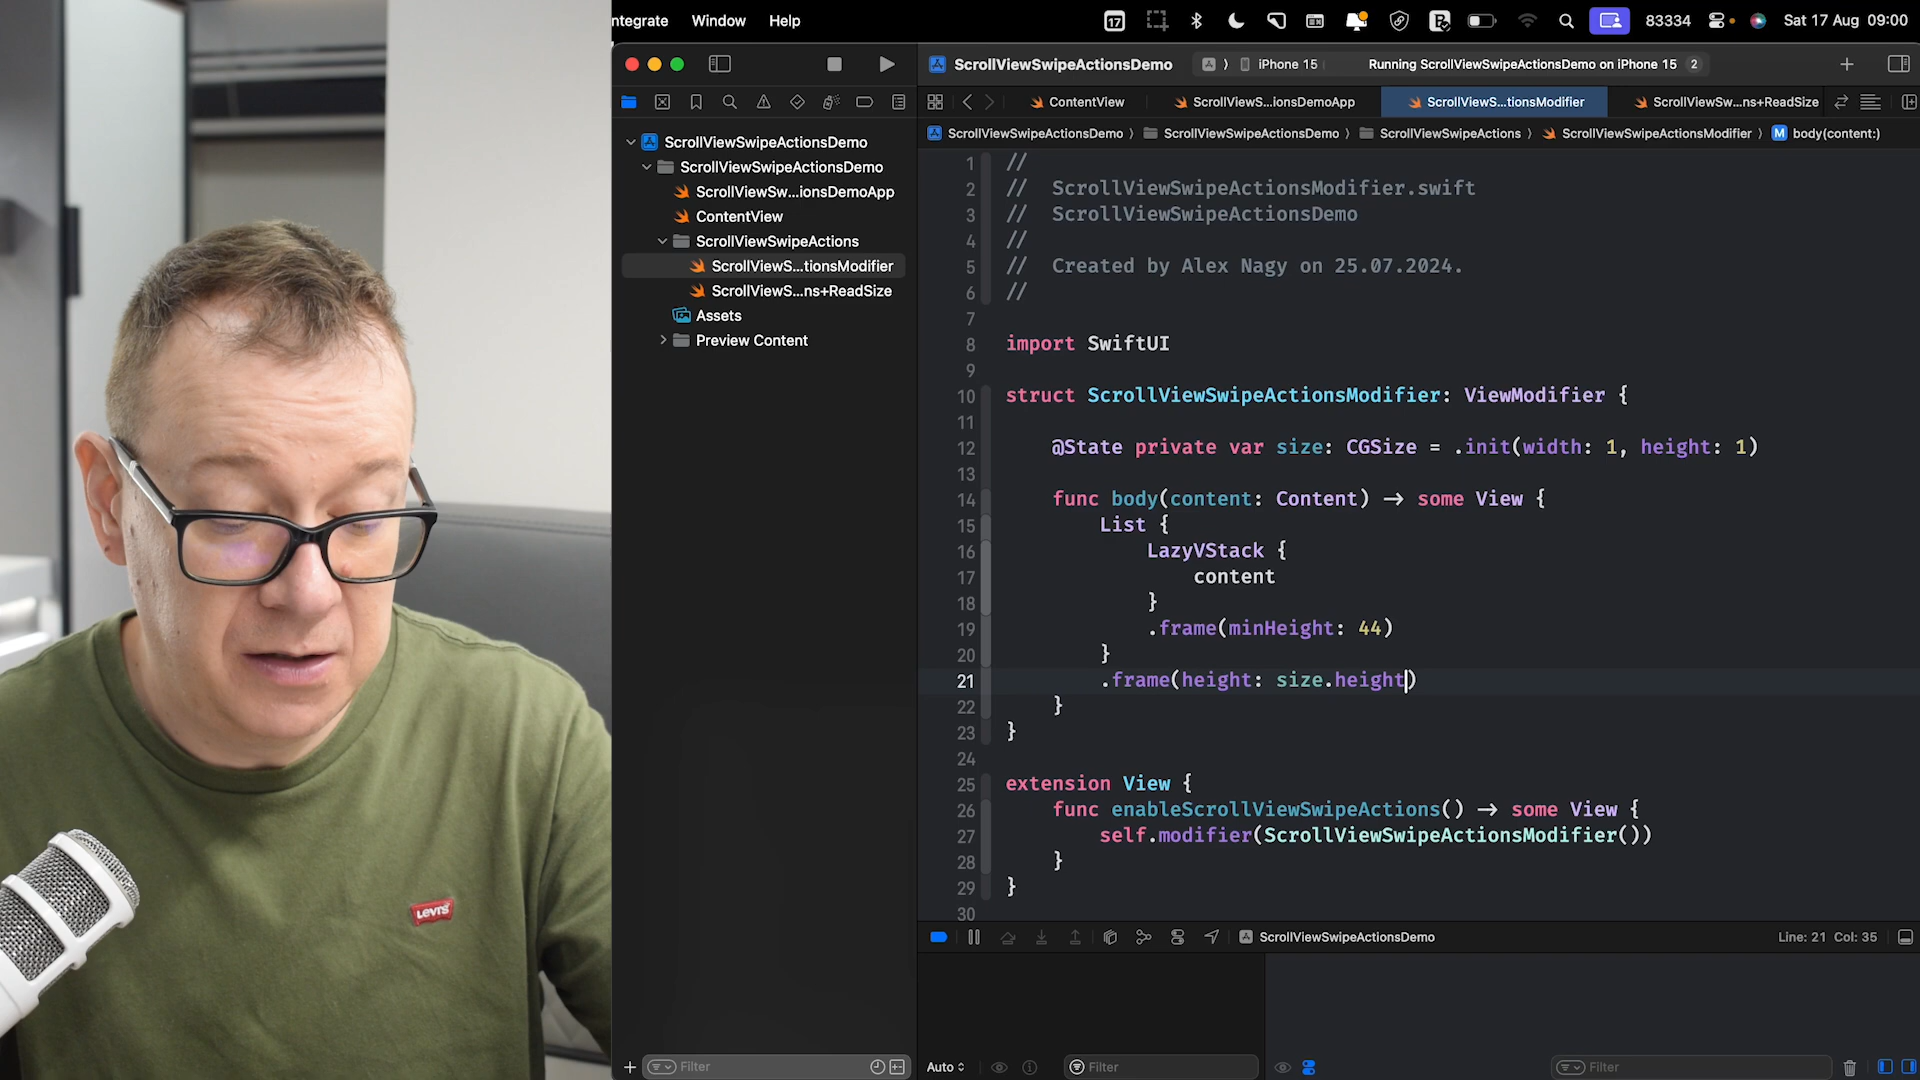 ntegrate Window Help
17
83334
Sat 17 Aug 09:00
ScrollViewSwipeActionsDemo
iPhone 15
Running ScrollViewSwipeActionsDemo on iPhone 15 2
ContentView
ScrollViewS...ionsDemoApp
ScrollViewS...tionsModifier
ScrollViewSw...ns+ReadSize
ScrollViewSwipeActionsDemo
ScrollViewSwipeActionsDemo
ScrollViewSwipeActions
ScrollViewSwipeActionsModifier
M body(content:)
ScrollViewSwipeActionsDemo
ScrollViewSwipeActionsDemo
ScrollViewSw...ionsDemoApp
ContentView
ScrollViewSwipeActions
ScrollViewS...tionsModifier
ScrollViewS...ns+ReadSize
Assets
Preview Content
1 //
2 // ScrollViewSwipeActionsModifier.swift
3 // ScrollViewSwipeActionsDemo
4 //
5 // Created by Alex Nagy on 25.07.2024.
6 //
7
8 import SwiftUI
9
10 struct ScrollViewSwipeActionsModifier: ViewModifier {
11
12 @State private var size: CGSize = .init(width: 1, height: 1)
13
14 func body(content: Content) -> some View {
15 List {
16 LazyVStack {
17 content
18 }
19 .frame(minHeight: 44)
20 }
21 .frame(height: size.height)
22 }
23 }
24
25 extension View {
26 func enableScrollViewSwipeActions() -> some View {
27 self.modifier(ScrollViewSwipeActionsModifier())
28 }
29 }
30
ScrollViewSwipeActionsDemo
Line: 21 Col: 35
Filter
Auto
Filter
Filter
LEVI'S